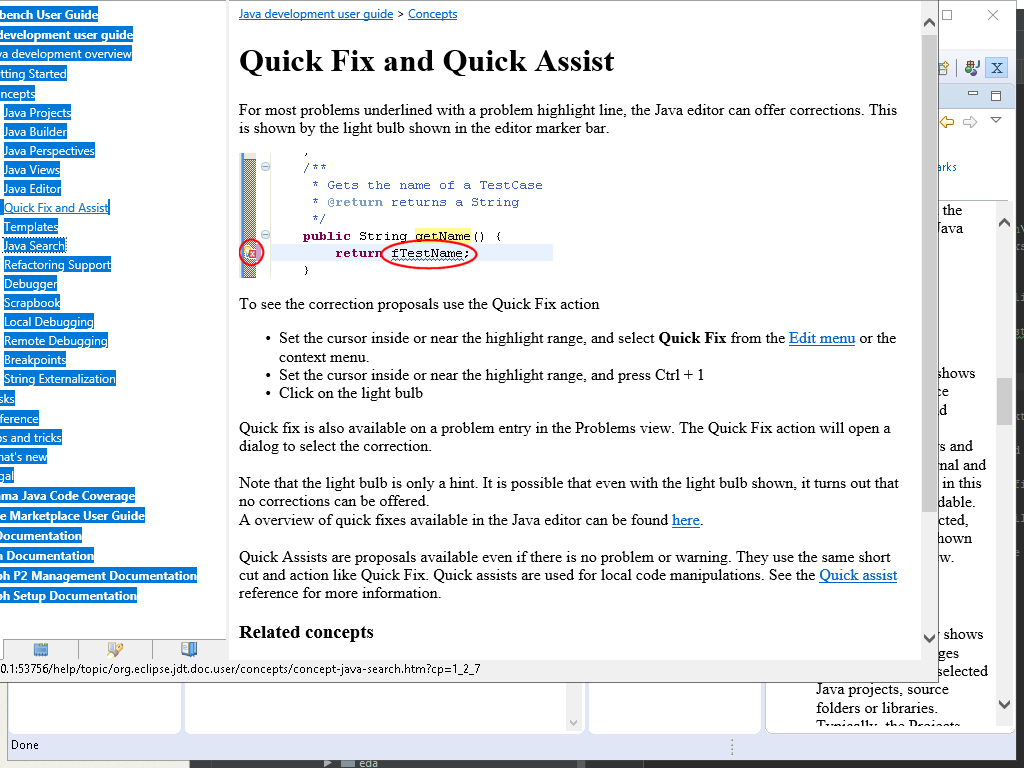 bench User Guide
development user guide
va development overview
tting Started
ncepts
Java Projects
Java Builder
Java Perspectives
Java Views
Java Editor
Quick Fix and Assist
Templates
Java Search
Refactoring Support
Debugger
Scrapbook
Local Debugging
Remote Debugging
Breakpoints
String Externalization
sks
ference
ps and tricks
hat's new
gal
ma Java Code Coverage
e Marketplace User Guide
Documentation
n Documentation
ph P2 Management Documentation
ph Setup Documentation
Java development user guide > Concepts
Quick Fix and Quick Assist
For most problems underlined with a problem highlight line, the Java editor can offer corrections. This
is shown by the light bulb shown in the editor marker bar.
/**
* Gets the name of a TestCase
* @return returns a String
*/
public String getName() {
return fTestName;
}
To see the correction proposals use the Quick Fix action
• Set the cursor inside or near the highlight range, and select Quick Fix from the Edit menu or the
context menu.
• Set the cursor inside or near the highlight range, and press Ctrl + 1
• Click on the light bulb
Quick fix is also available on a problem entry in the Problems view. The Quick Fix action will open a
dialog to select the correction.
Note that the light bulb is only a hint. It is possible that even with the light bulb shown, it turns out that
no corrections can be offered.
A overview of quick fixes available in the Java editor can be found here.
Quick Assists are proposals available even if there is no problem or warning. They use the same short
cut and action like Quick Fix. Quick assists are used for local code manipulations. See the Quick assist
reference for more information.
Related concepts
0.1:53756/help/topic/org.eclipse.jdt.doc.user/concepts/concept-java-search.htm?cp=1_2_7
arks
the
Java
shows
ce
d
s and
nal and
in this
dable.
cted,
hown
w.
shows
ges
selected
Java projects, source
folders or libraries.
Typically, the Projects
Done
eda